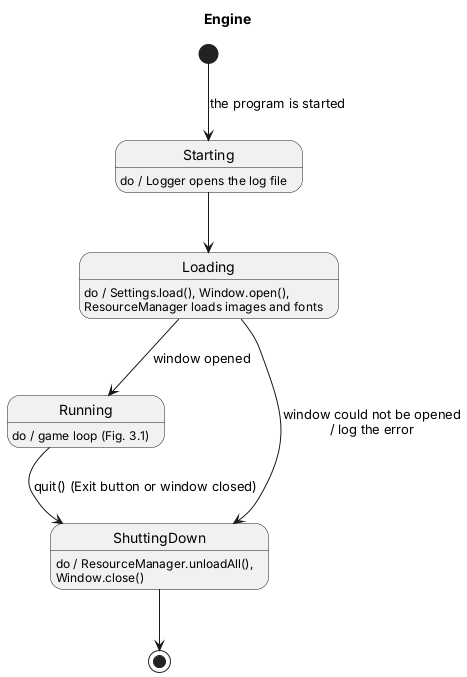 Engine
the program is started
Starting
do / Logger opens the log file
Loading
do / Settings.load(), Window.open(),
ResourceManager loads images and fonts
window opened
window could not be opened
/ log the error
Running
do / game loop (Fig. 3.1)
quit() (Exit button or window closed)
ShuttingDown
do / ResourceManager.unloadAll(),
Window.close()